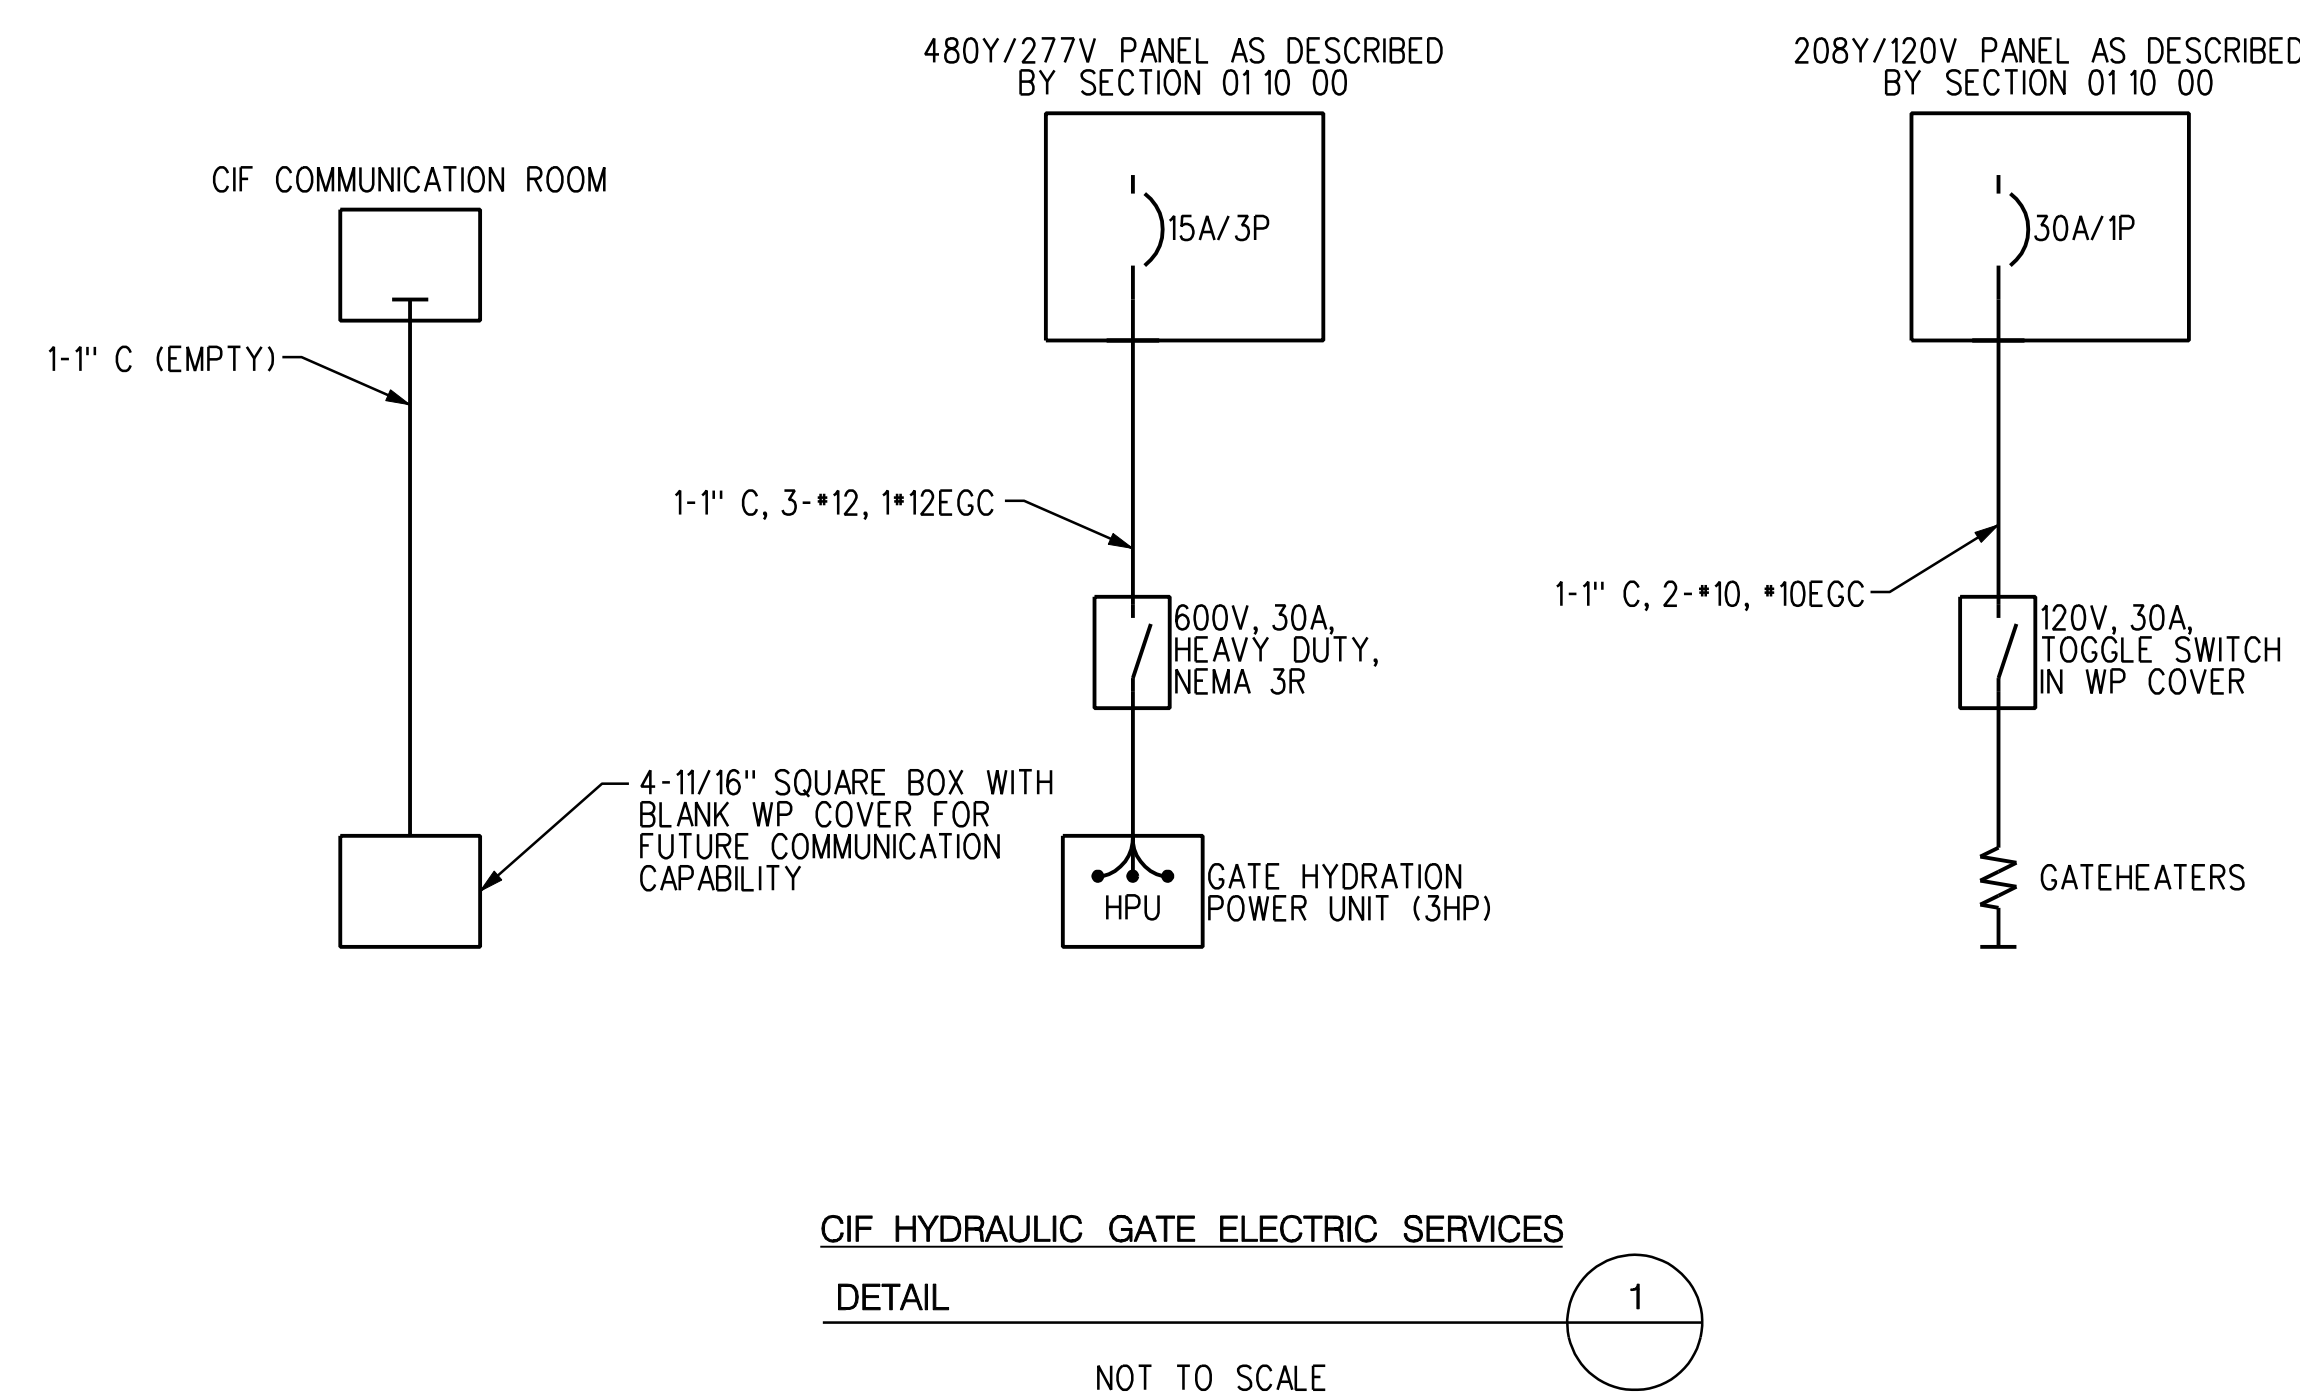 480Y/277V PANEL AS DESCRIBED
BY SECTION 01 10 00
208Y/120V PANEL AS DESCRIBED
BY SECTION 01 10 00
CIF COMMUNICATION ROOM
15A/3P
30A/1P
1-1" C (EMPTY)
1-1" C, 3-#12, 1#12EGC
1-1" C, 2-#10, #10EGC
600V, 30A,
HEAVY DUTY,
NEMA 3R
120V, 30A,
TOGGLE SWITCH
IN WP COVER
4-11/16" SQUARE BOX WITH
BLANK WP COVER FOR
FUTURE COMMUNICATION
CAPABILITY
HPU
GATE HYDRATION
POWER UNIT (3HP)
GATEHEATERS
CIF HYDRAULIC GATE ELECTRIC SERVICES
DETAIL
1
NOT TO SCALE